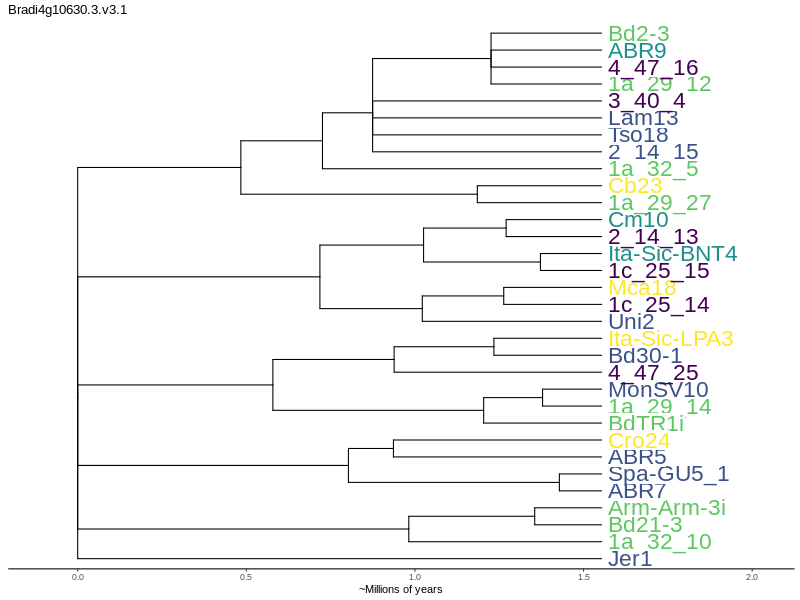 Bradi4g10630.3.v3.1
Bd2-3
ABR9
4_47_16
1a_29_12
3_40_4
Lam13
Tso18
2_14_15
1a_32_5
Cb23
1a_29_27
Cm10
2_14_13
Ita-Sic-BNT4
1c_25_15
Mca18
1c_25_14
Uni2
Ita-Sic-LPA3
Bd30-1
4_47_25
MonSV10
1a_29_14
BdTR1i
Cro24
ABR5
Spa-GU5_1
ABR7
Arm-Arm-3i
Bd21-3
1a_32_10
Jer1
0.0 0.5 1.0 1.5 2.0
~Millions of years